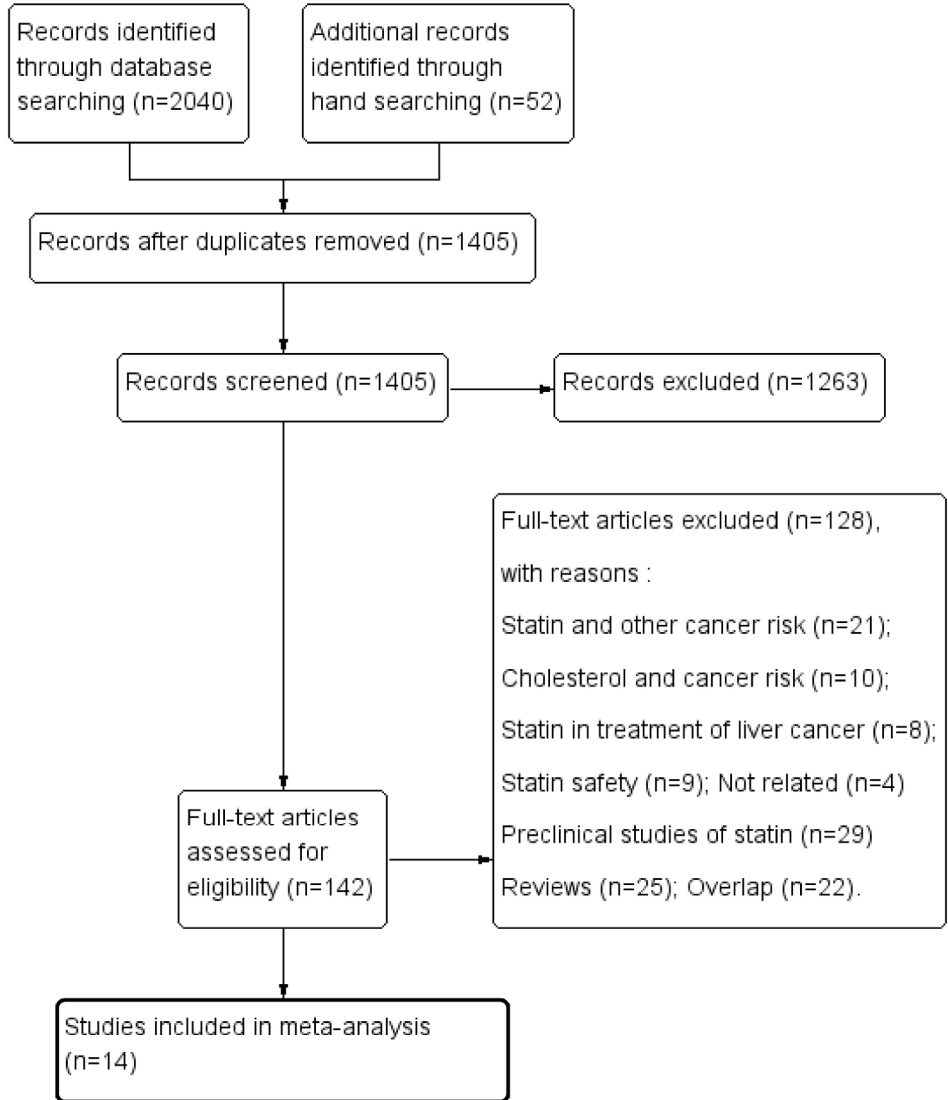 Records identified
through database
searching (n=2040)
Additional records
identified through
hand searching (n=52)
Records after duplicates removed (n=1405)
Records screened (n=1405)
Records excluded (n=1263)
Full-text articles excluded (n=128),
with reasons :
Statin and other cancer risk (n=21);
Cholesterol and cancer risk (n=10);
Statin in treatment of liver cancer (n=8);
Statin safety (n=9); Not related (n=4)
Preclinical studies of statin (n=29)
Reviews (n=25); Overlap (n=22).
Full-text articles
assessed for
eligibility (n=142)
Studies included in meta-analysis
(n=14)